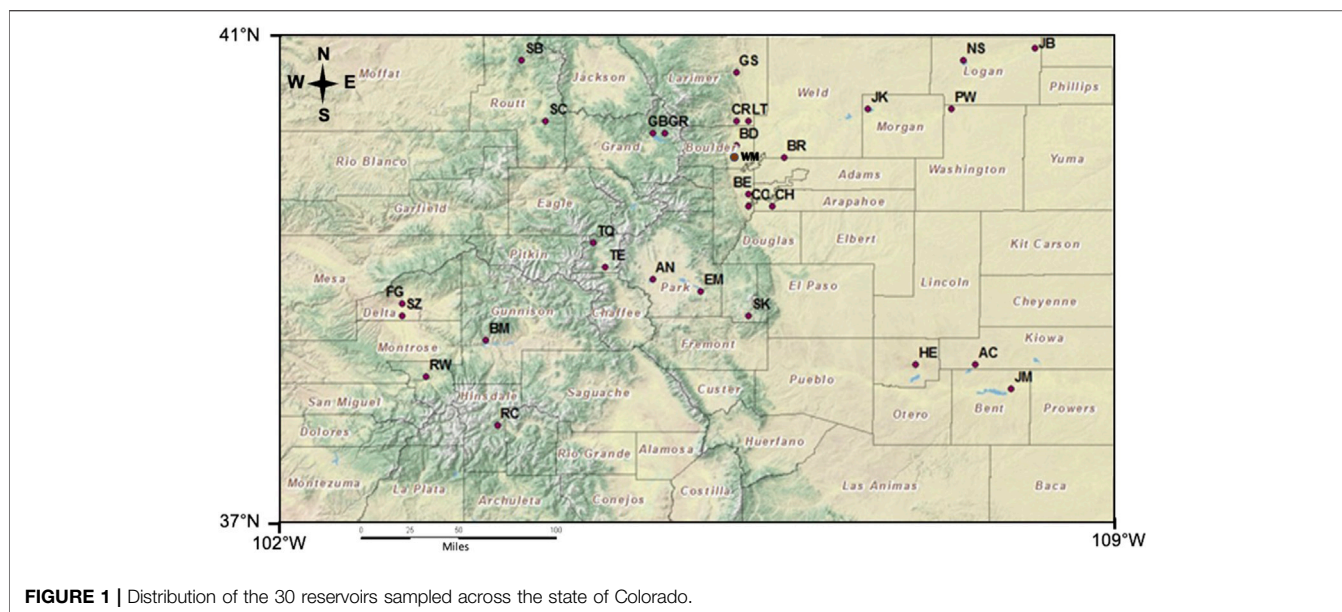 41°N
N
W E
S
SB
NS
JB
Moffat
Jackson
Larimer
GS
Logan
Phillips
Routt
Weld
SC
CR LT
JK
PW
Morgan
GB GR
BD
Grand
Boulder
WM
BR
Rio Blanco
Washington
Yuma
Adams
BE
CO CH
Arapahoe
Garfield
Eagle
TQ
Douglas
Elbert
Kit Carson
Pitkin
TE
AN
EM
Mesa
Park
El Paso
Lincoln
FG
SZ
Cheyenne
Delta
Gunnison
Chaffee
SK
BM
Kiowa
Montrose
Fremont
HE
AC
RW
JM
San Miguel
Hinsdale
Saguache
Custer
Pueblo
Otero
Bent
Prowers
RC
Dolores
Huerfano
Rio Grande
Alamosa
Montezuma
La Plata
Archuleta
Conejos
Costilla
Las Animas
Baca
37°N
102°W
109°W
0 25 50 100
Miles
FIGURE 1 | Distribution of the 30 reservoirs sampled across the state of Colorado.